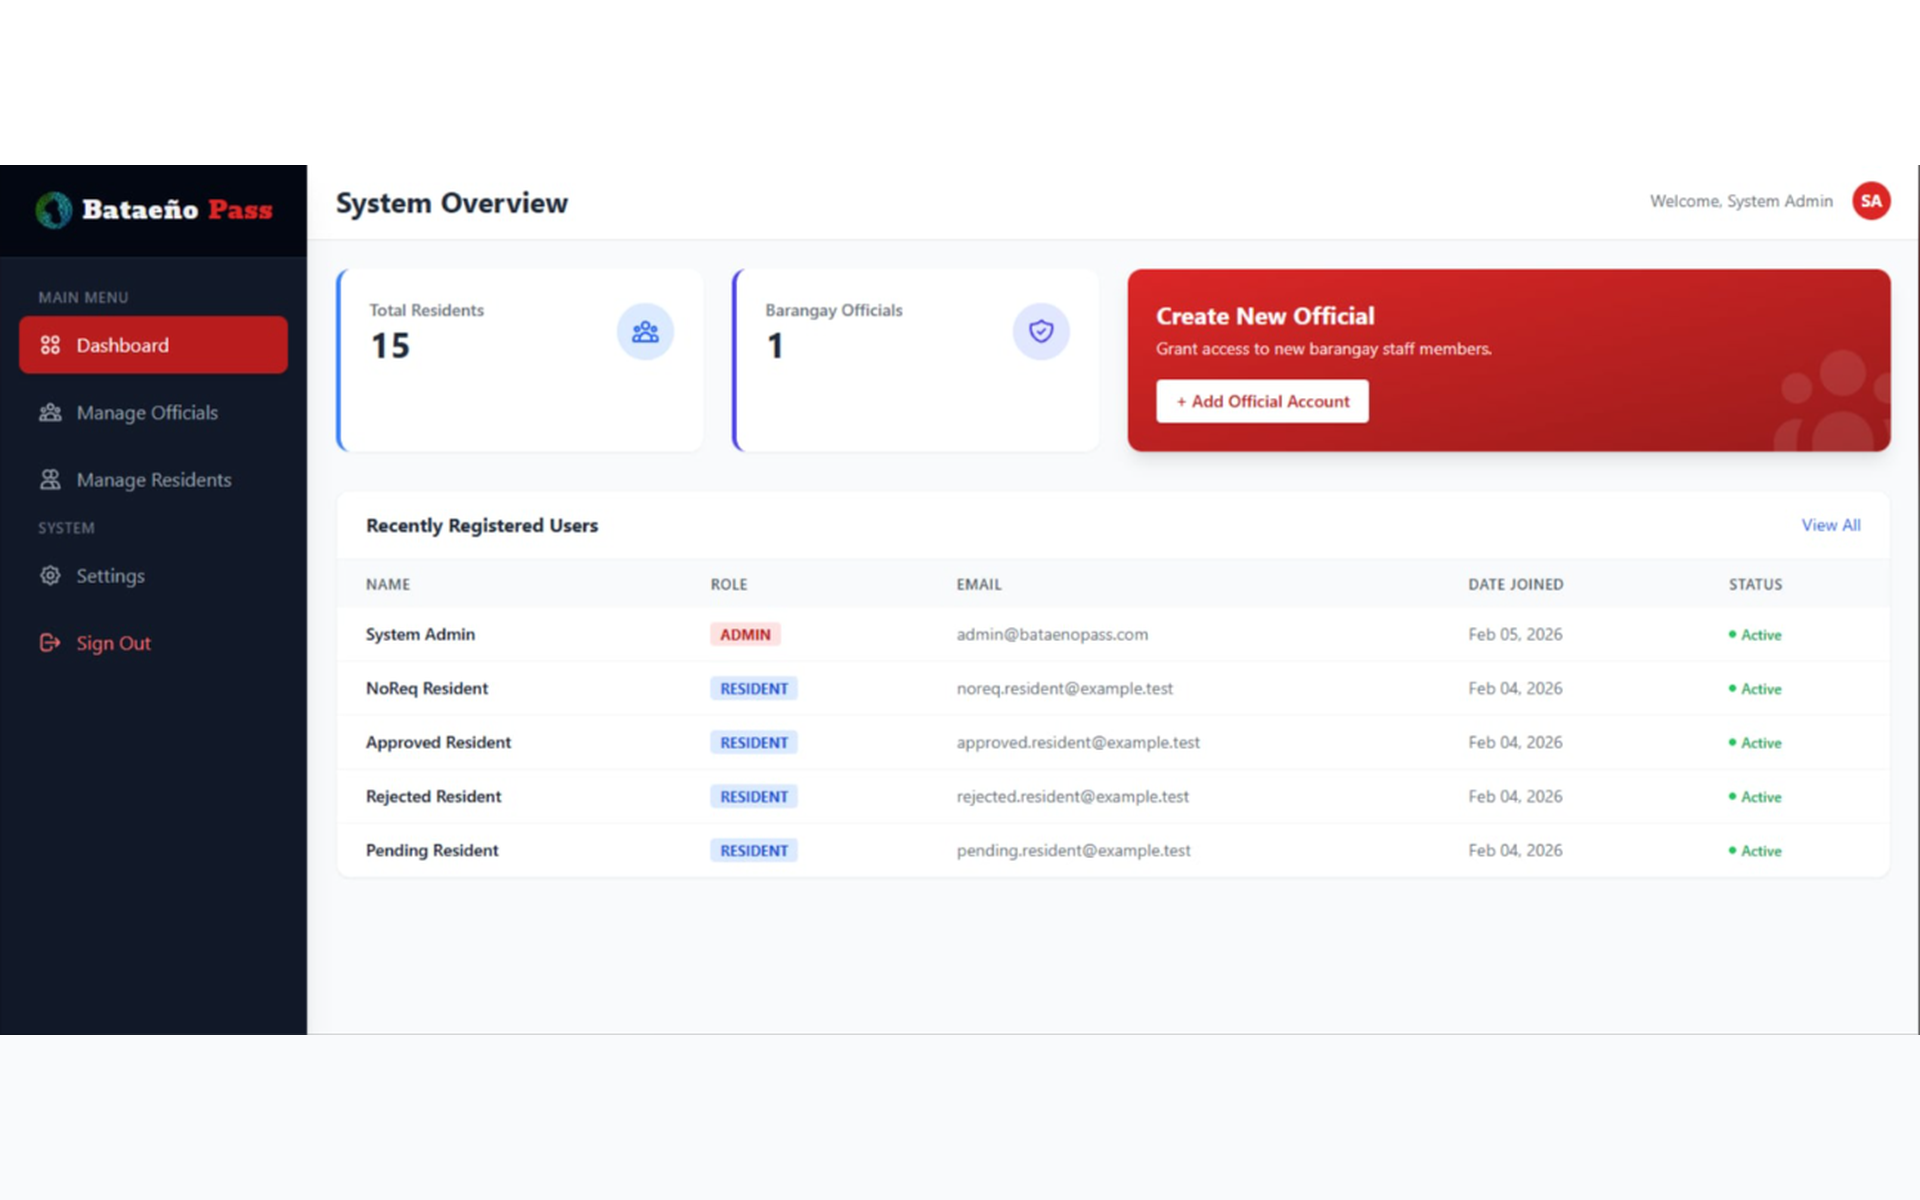 Bataeño Pass
MAIN MENU
Dashboard
Manage Officials
Manage Residents
SYSTEM
Settings
Sign Out
System Overview
Welcome, System Admin
SA
Total Residents
15
Barangay Officials
1
Create New Official
Grant access to new barangay staff members.
+ Add Official Account
Recently Registered Users
View All
NAME ROLE EMAIL DATE JOINED STATUS
System Admin ADMIN admin@bataenopass.com Feb 05, 2026 Active
NoReq Resident RESIDENT noreq.resident@example.test Feb 04, 2026 Active
Approved Resident RESIDENT approved.resident@example.test Feb 04, 2026 Active
Rejected Resident RESIDENT rejected.resident@example.test Feb 04, 2026 Active
Pending Resident RESIDENT pending.resident@example.test Feb 04, 2026 Active